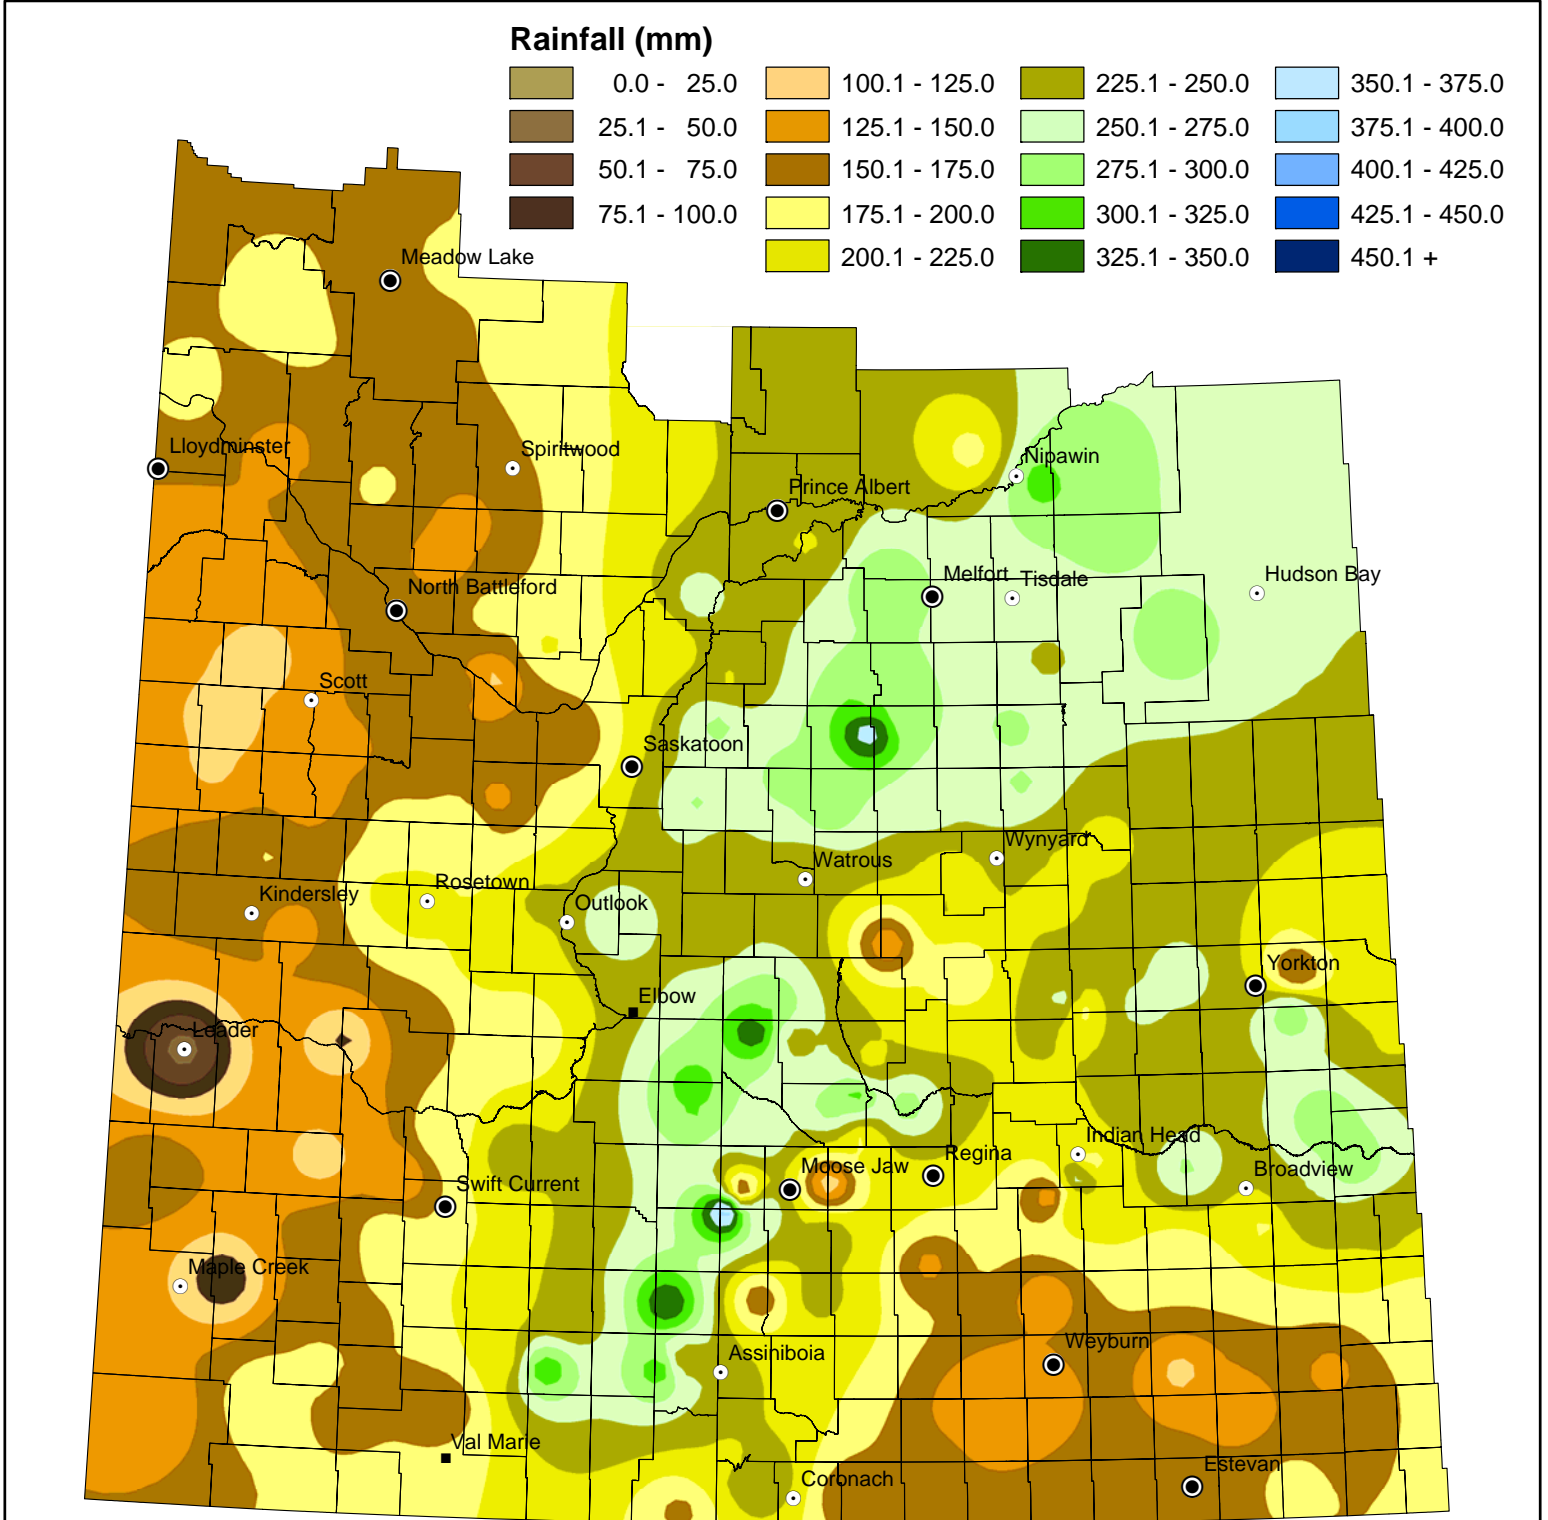 Rainfall (mm)
0.0 - 25.0
25.1 - 50.0
50.1 - 75.0
75.1 - 100.0
100.1 - 125.0
125.1 - 150.0
150.1 - 175.0
175.1 - 200.0
200.1 - 225.0
225.1 - 250.0
250.1 - 275.0
275.1 - 300.0
300.1 - 325.0
325.1 - 350.0
350.1 - 375.0
375.1 - 400.0
400.1 - 425.0
425.1 - 450.0
450.1 +
Meadow Lake
Lloydminster
Spiritwood
Nipawin
Prince Albert
North Battleford
Melfort
Tisdale
Hudson Bay
Scott
Saskatoon
Wynyard
Watrous
Kindersley
Rosetown
Outlook
Yorkton
Elbow
Leader
Indian Head
Regina
Moose Jaw
Broadview
Swift Current
Maple Creek
Weyburn
Assiniboia
Val Marie
Estevan
Coronach